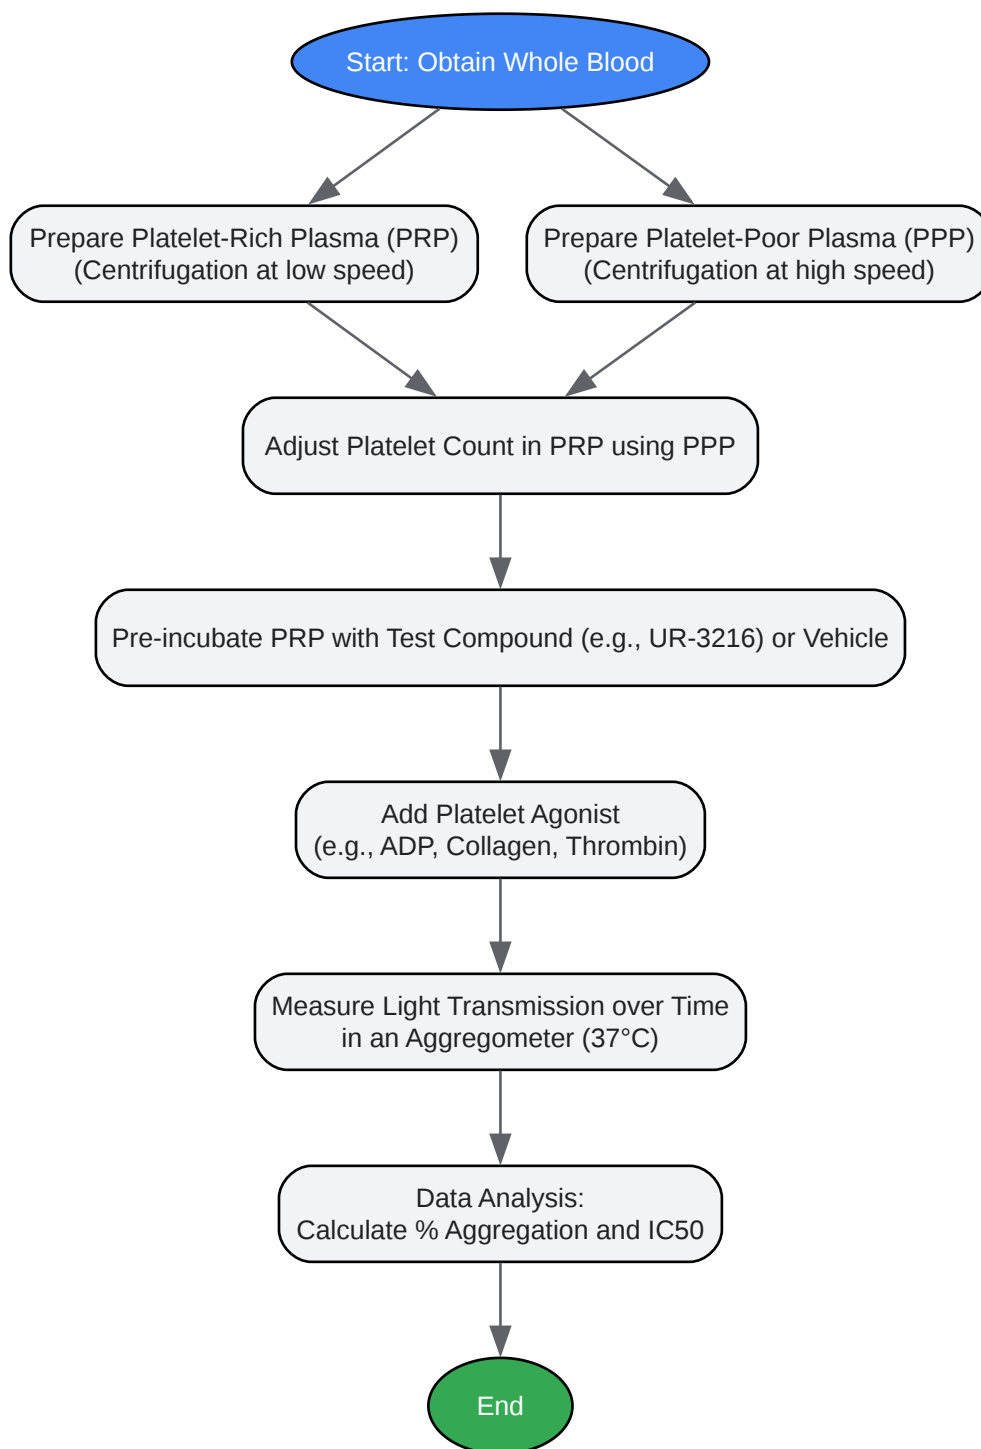 Start: Obtain Whole Blood
Prepare Platelet-Rich Plasma (PRP)
(Centrifugation at low speed)
Prepare Platelet-Poor Plasma (PPP)
(Centrifugation at high speed)
Adjust Platelet Count in PRP using PPP
Pre-incubate PRP with Test Compound (e.g., UR-3216) or Vehicle
Add Platelet Agonist
(e.g., ADP, Collagen, Thrombin)
Measure Light Transmission over Time
in an Aggregometer (37°C)
Data Analysis:
Calculate % Aggregation and IC50
End